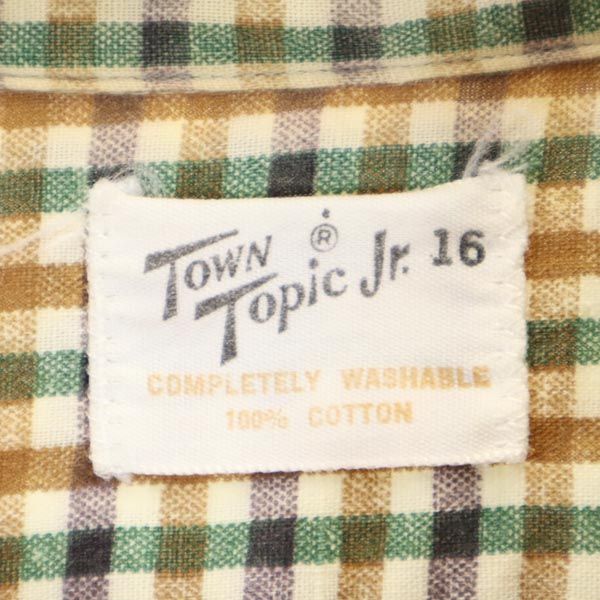 Town ®
Topic Jr. 16
COMPLETELY WASHABLE
100% COTTON